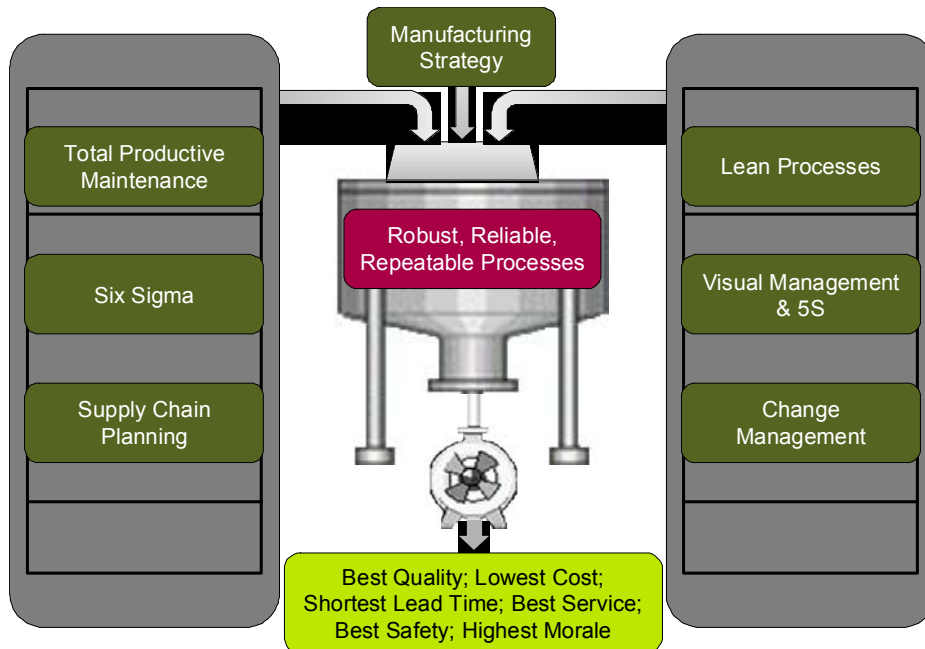 Manufacturing
Strategy
Total Productive
Maintenance
Lean Processes
Robust, Reliable,
Repeatable Processes
Six Sigma
Visual Management
& 5S
Supply Chain
Planning
Change
Management
Best Quality; Lowest Cost;
Shortest Lead Time; Best Service;
Best Safety; Highest Morale